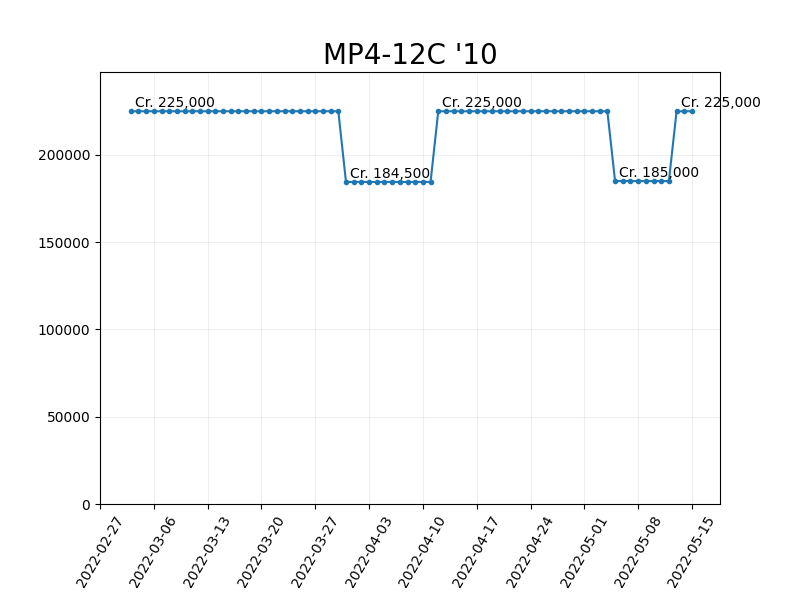 MP4-12C '10
Cr. 225,000
Cr. 225,000
Cr. 225,000
Cr. 184,500
Cr. 185,000
200000
150000
100000
50000
0
2022-02-27
2022-03-06
2022-03-13
2022-03-20
2022-03-27
2022-04-03
2022-04-10
2022-04-17
2022-04-24
2022-05-01
2022-05-08
2022-05-15